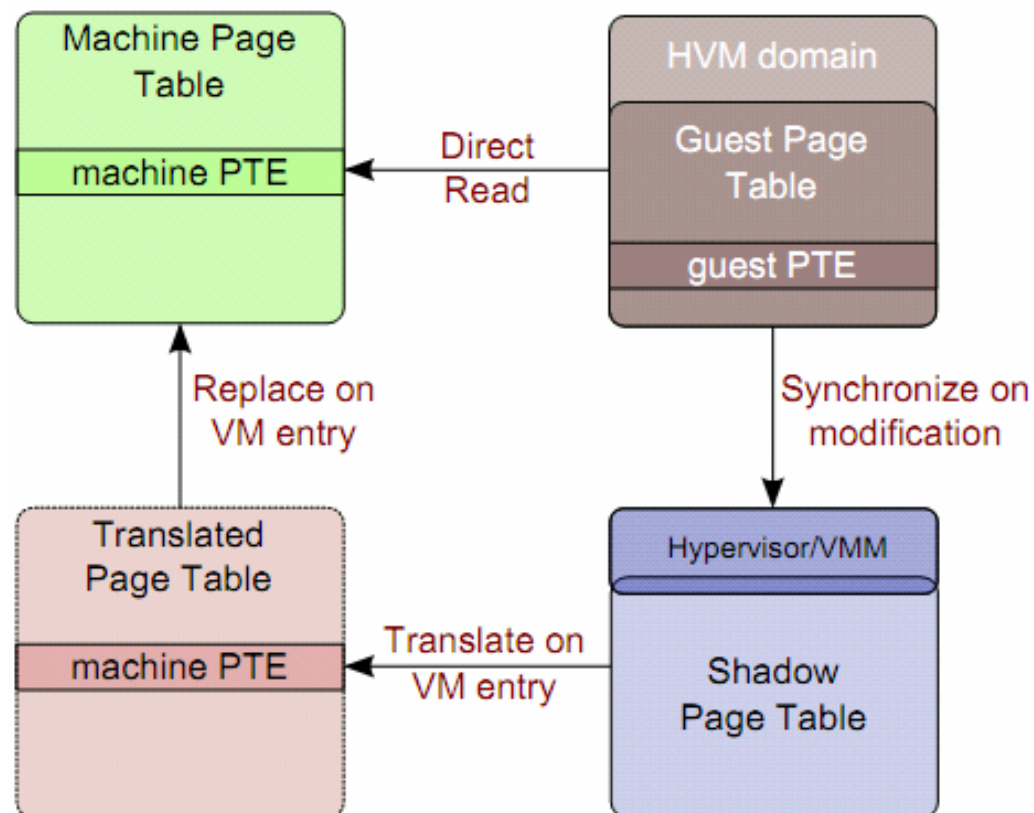 Machine Page
Table
machine PTE
HVM domain
Guest Page
Table
guest PTE
Direct
Read
Replace on
VM entry
Synchronize on
modification
Translated
Page Table
machine PTE
Translate on
VM entry
Hypervisor/VMM
Shadow
Page Table